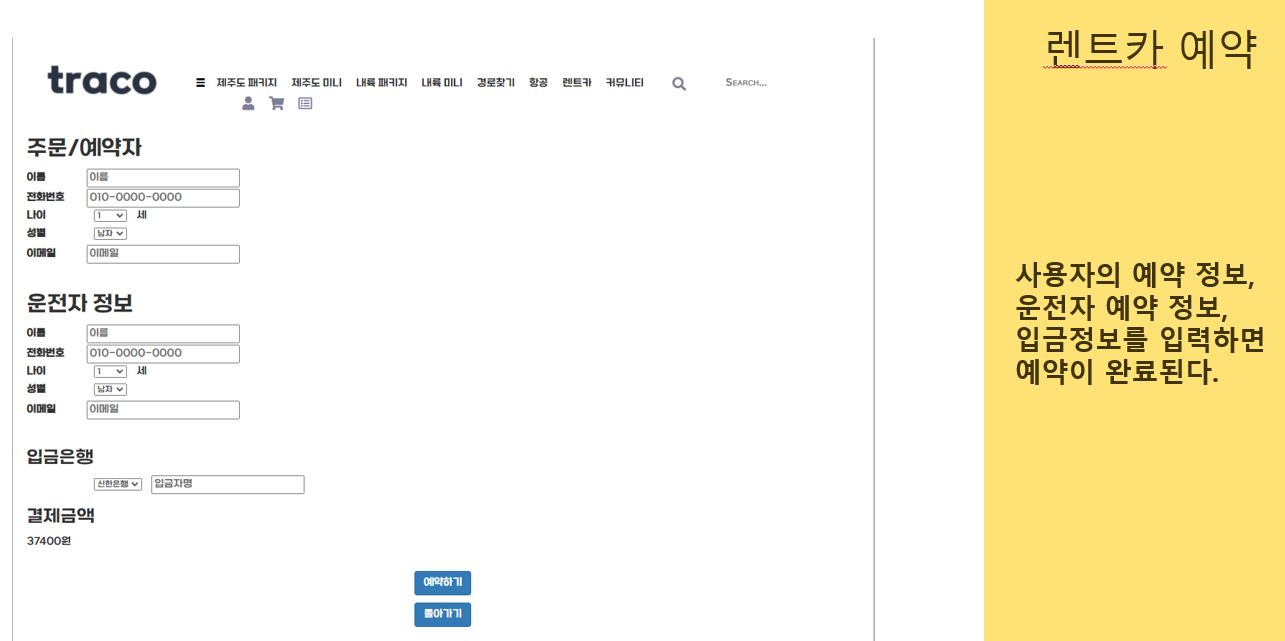 traco
제주도 패키지 제주도 미니 내륙 패키지 내륙 미니 경로찾기 항공 렌트카 커뮤니티 Search...
주문/예약자
이름 이름
전화번호 010-0000-0000
나이 1 세
성별 남자
이메일 이메일
운전자 정보
이름 이름
전화번호 010-0000-0000
나이 1 세
성별 남자
이메일 이메일
입금은행
신한은행 입금자명
결제금액
37400원
예약하기
돌아가기
렌트카 예약
사용자의 예약 정보,
운전자 예약 정보,
입금정보를 입력하면
예약이 완료된다.